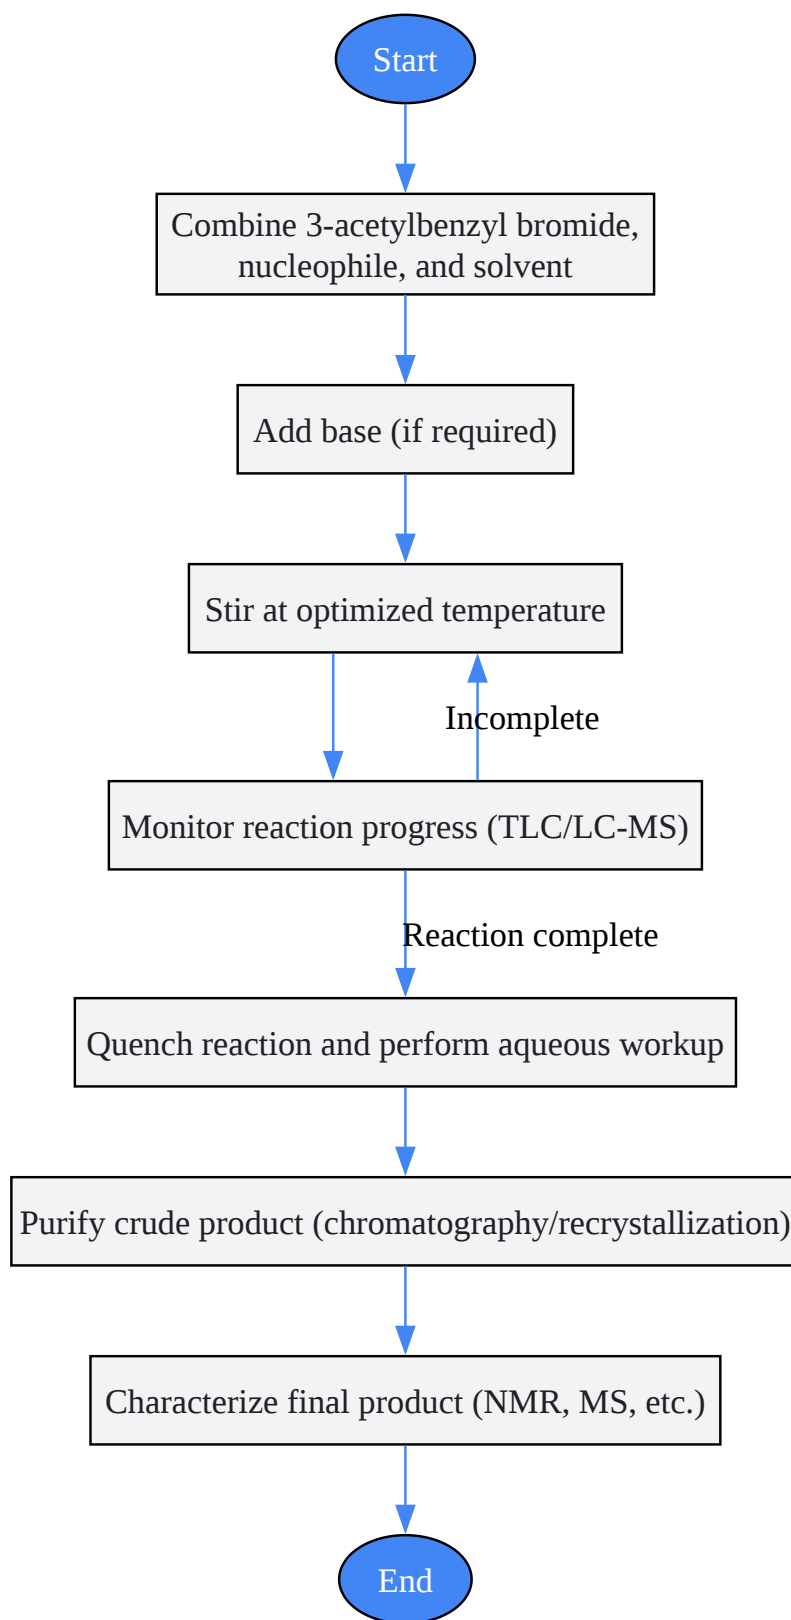 Start
Combine 3-acetylbenzyl bromide,
nucleophile, and solvent
Add base (if required)
Stir at optimized temperature
Incomplete
Monitor reaction progress (TLC/LC-MS)
Reaction complete
Quench reaction and perform aqueous workup
Purify crude product (chromatography/recrystallization)
Characterize final product (NMR, MS, etc.)
End